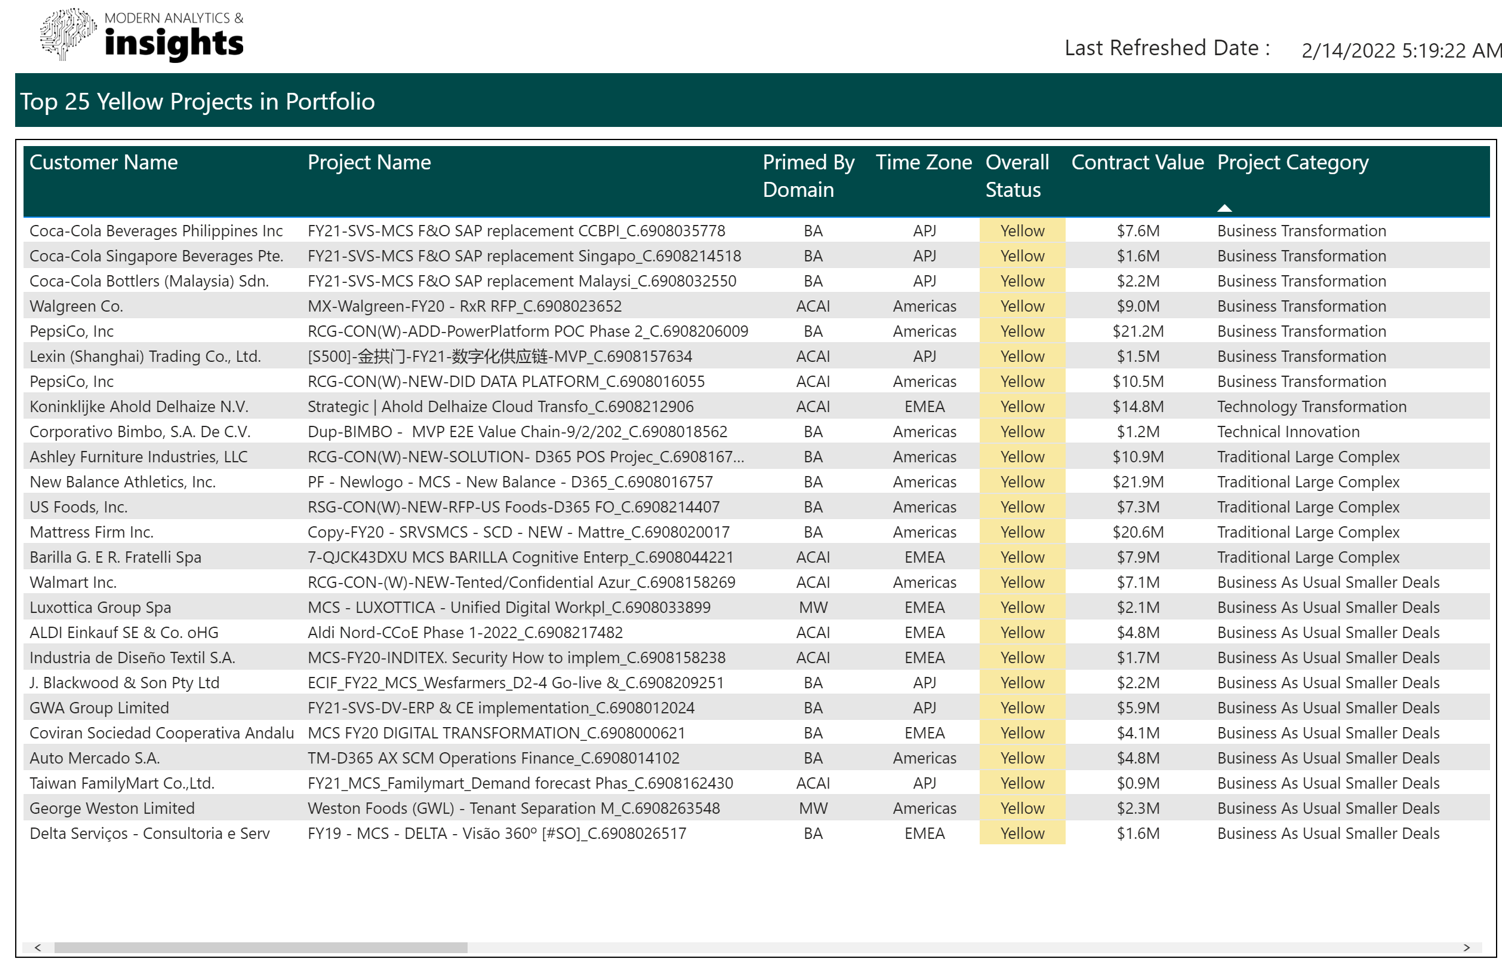 MODERN ANALYTICS &
insights
Last Refreshed Date : 2/14/2022 5:19:22 AM
Top 25 Yellow Projects in Portfolio
Customer Name Project Name Primed By Domain Time Zone Overall Status Contract Value Project Category
Coca-Cola Beverages Philippines Inc FY21-SVS-MCS F&O SAP replacement CCBPI_C.6908035778 BA APJ Yellow $7.6M Business Transformation
Coca-Cola Singapore Beverages Pte. FY21-SVS-MCS F&O SAP replacement Singapo_C.6908214518 BA APJ Yellow $1.6M Business Transformation
Coca-Cola Bottlers (Malaysia) Sdn. FY21-SVS-MCS F&O SAP replacement Malaysi_C.6908032550 BA APJ Yellow $2.2M Business Transformation
Walgreen Co. MX-Walgreen-FY20 - RxR RFP_C.6908023652 ACAI Americas Yellow $9.0M Business Transformation
PepsiCo, Inc RCG-CON(W)-ADD-PowerPlatform POC Phase 2_C.6908206009 BA Americas Yellow $21.2M Business Transformation
Lexin (Shanghai) Trading Co., Ltd. [S500]-金拱门-FY21-数字化供应链-MVP_C.6908157634 ACAI APJ Yellow $1.5M Business Transformation
PepsiCo, Inc RCG-CON(W)-NEW-DID DATA PLATFORM_C.6908016055 ACAI Americas Yellow $10.5M Business Transformation
Koninklijke Ahold Delhaize N.V. Strategic | Ahold Delhaize Cloud Transfo_C.6908212906 ACAI EMEA Yellow $14.8M Technology Transformation
Corporativo Bimbo, S.A. De C.V. Dup-BIMBO - MVP E2E Value Chain-9/2/202_C.6908018562 BA Americas Yellow $1.2M Technical Innovation
Ashley Furniture Industries, LLC RCG-CON(W)-NEW-SOLUTION- D365 POS Projec_C.6908167... BA Americas Yellow $10.9M Traditional Large Complex
New Balance Athletics, Inc. PF - Newlogo - MCS - New Balance - D365_C.6908016757 BA Americas Yellow $21.9M Traditional Large Complex
US Foods, Inc. RSG-CON(W)-NEW-RFP-US Foods-D365 FO_C.6908214407 BA Americas Yellow $7.3M Traditional Large Complex
Mattress Firm Inc. Copy-FY20 - SRVSMCS - SCD - NEW - Mattre_C.6908020017 BA Americas Yellow $20.6M Traditional Large Complex
Barilla G. E R. Fratelli Spa 7-QJCK43DXU MCS BARILLA Cognitive Enterp_C.6908044221 ACAI EMEA Yellow $7.9M Traditional Large Complex
Walmart Inc. RCG-CON-(W)-NEW-Tented/Confidential Azur_C.6908158269 ACAI Americas Yellow $7.1M Business As Usual Smaller Deals
Luxottica Group Spa MCS - LUXOTTICA - Unified Digital Workpl_C.6908033899 MW EMEA Yellow $2.1M Business As Usual Smaller Deals
ALDI Einkauf SE & Co. oHG Aldi Nord-CCoE Phase 1-2022_C.6908217482 ACAI EMEA Yellow $4.8M Business As Usual Smaller Deals
Industria de Diseño Textil S.A. MCS-FY20-INDITEX. Security How to implem_C.6908158238 ACAI EMEA Yellow $1.7M Business As Usual Smaller Deals
J. Blackwood & Son Pty Ltd ECIF_FY22_MCS_Wesfarmers_D2-4 Go-live &_C.6908209251 BA APJ Yellow $2.2M Business As Usual Smaller Deals
GWA Group Limited FY21-SVS-DV-ERP & CE implementation_C.6908012024 BA APJ Yellow $5.9M Business As Usual Smaller Deals
Coviran Sociedad Cooperativa Andalu MCS FY20 DIGITAL TRANSFORMATION_C.6908000621 BA EMEA Yellow $4.1M Business As Usual Smaller Deals
Auto Mercado S.A. TM-D365 AX SCM Operations Finance_C.6908014102 BA Americas Yellow $4.8M Business As Usual Smaller Deals
Taiwan FamilyMart Co.,Ltd. FY21_MCS_Familymart_Demand forecast Phas_C.6908162430 ACAI APJ Yellow $0.9M Business As Usual Smaller Deals
George Weston Limited Weston Foods (GWL) - Tenant Separation M_C.6908263548 MW Americas Yellow $2.3M Business As Usual Smaller Deals
Delta Serviços - Consultoria e Serv FY19 - MCS - DELTA - Visão 360º [#SO]_C.6908026517 BA EMEA Yellow $1.6M Business As Usual Smaller Deals